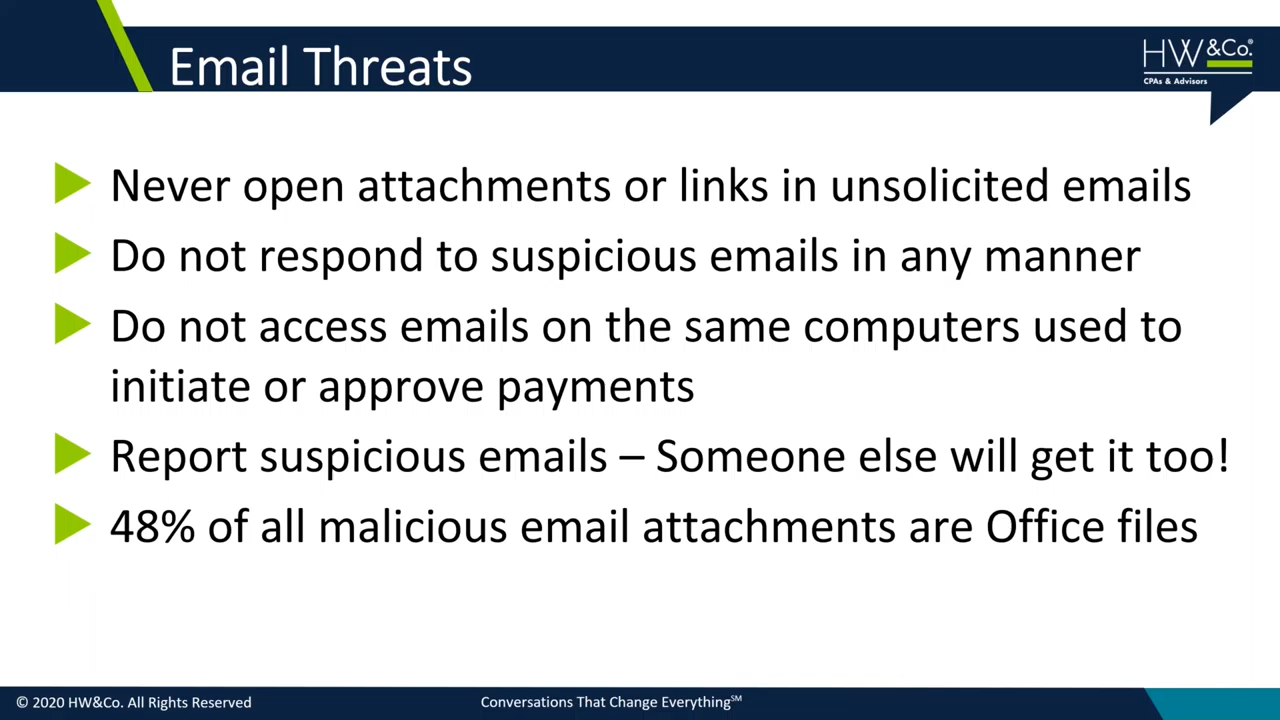 Email Threats
HW&Co.®
CPAs & Advisors
Never open attachments or links in unsolicited emails
Do not respond to suspicious emails in any manner
Do not access emails on the same computers used to
initiate or approve payments
Report suspicious emails – Someone else will get it too!
48% of all malicious email attachments are Office files
© 2020 HW&Co. All Rights Reserved
Conversations That Change Everything℠